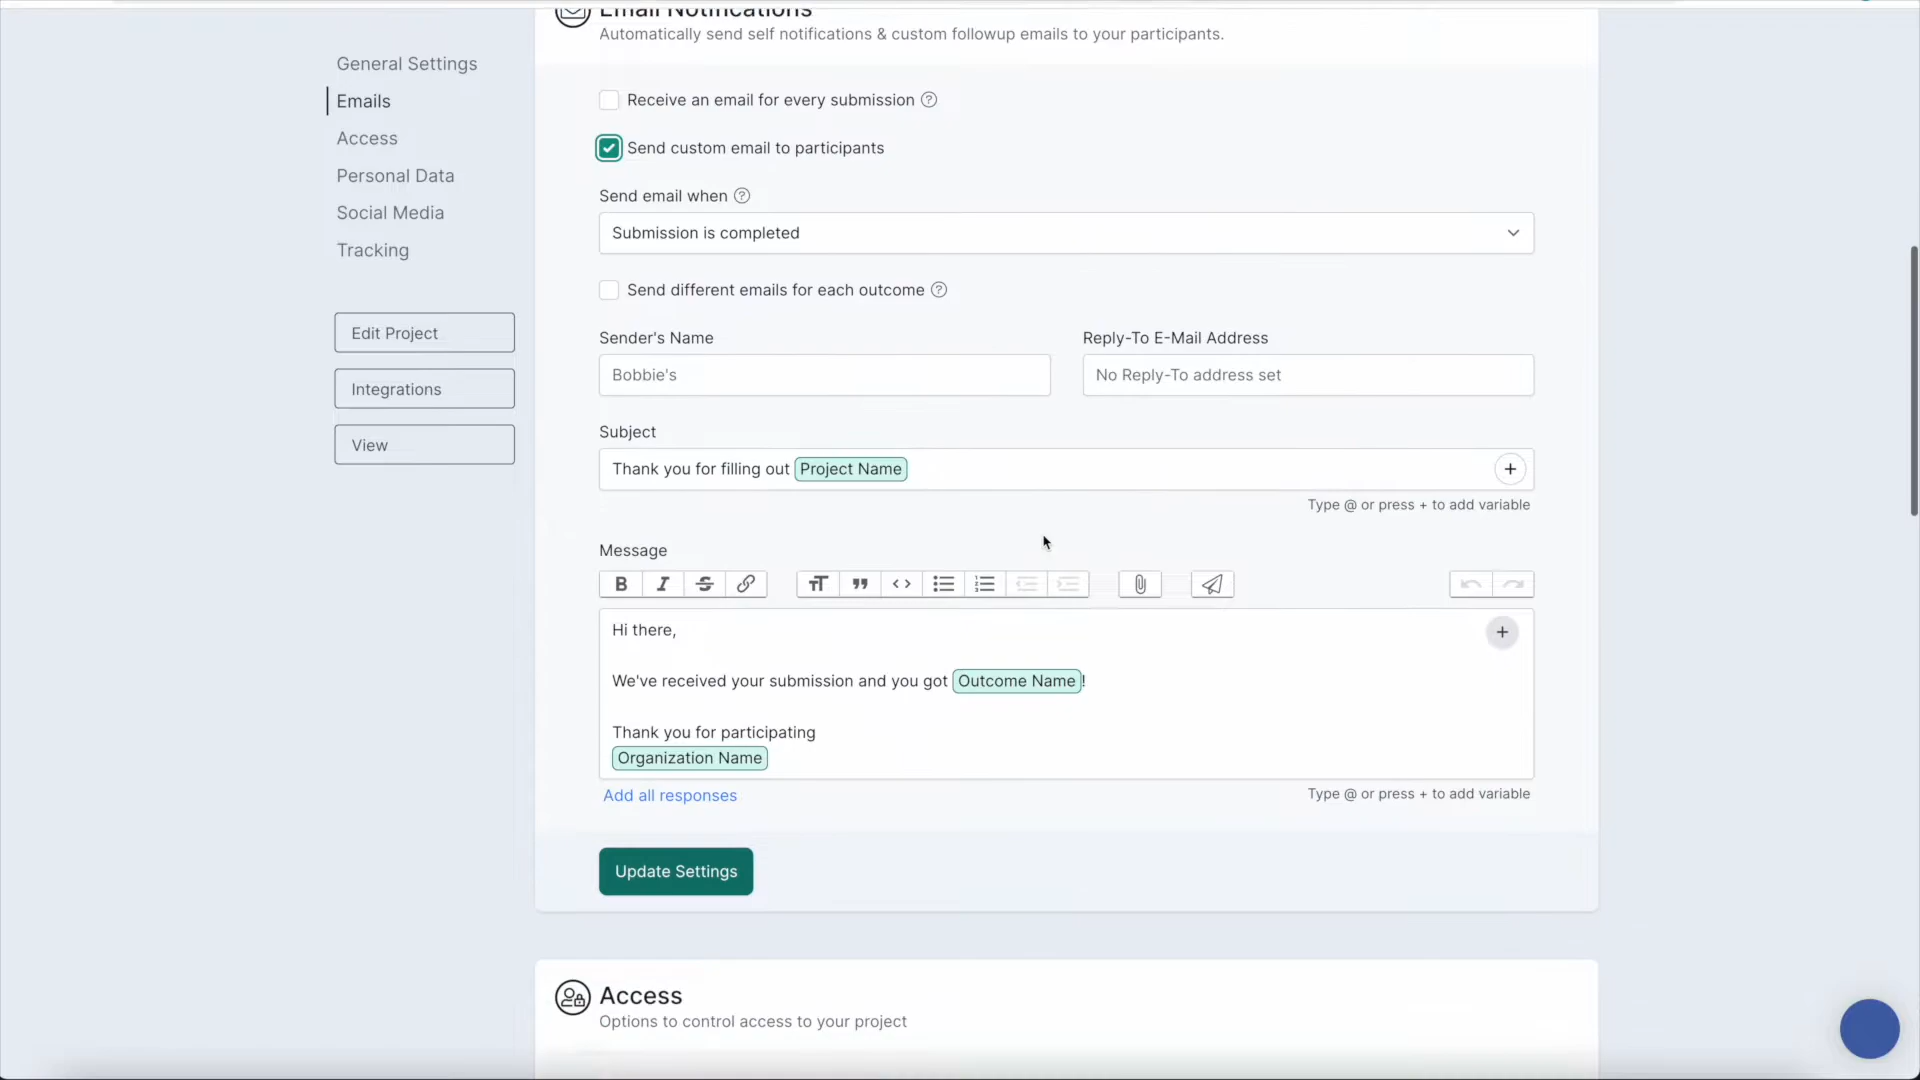 Email Notifications
Automatically send self notifications & custom followup emails to your participants.
General Settings
Emails
Access
Personal Data
Social Media
Tracking
Edit Project
Integrations
View
Receive an email for every submission ?
Send custom email to participants
Send email when ?
Submission is completed
Send different emails for each outcome ?
Sender's Name
Bobbie's
Reply-To E-Mail Address
No Reply-To address set
Subject
Thank you for filling out Project Name
Type @ or press + to add variable
Message
Hi there,
We've received your submission and you got Outcome Name!
Thank you for participating
Organization Name
Add all responses
Type @ or press + to add variable
Update Settings
Access
Options to control access to your project